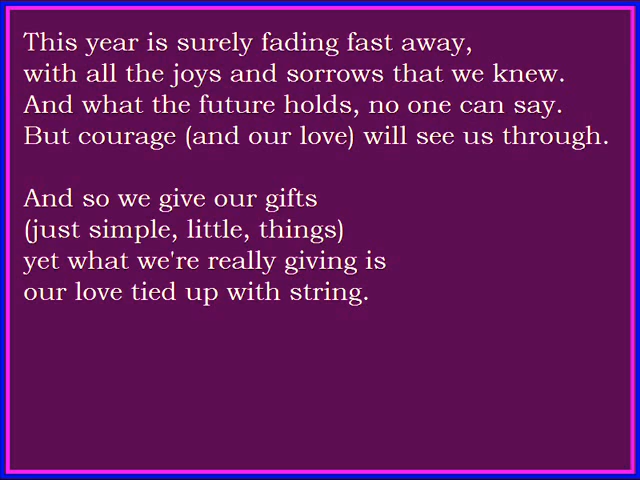 This year is surely fading fast away,
with all the joys and sorrows that we knew.
And what the future holds, no one can say.
But courage (and our love) will see us through.

And so we give our gifts
(just simple, little, things)
yet what we're really giving is
our love tied up with string.